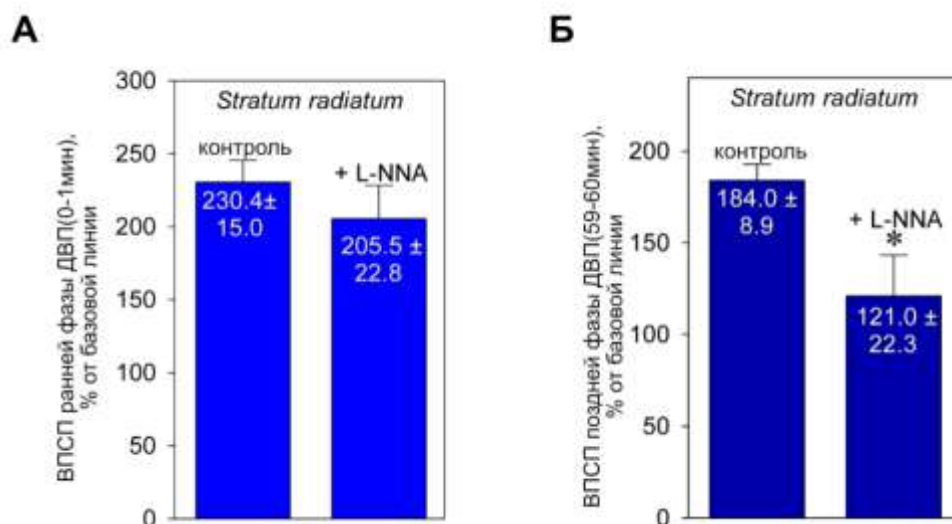 А
ВПСП ранней фазы ДВП(0-1мин),
% от базовой линии
300
250
200
150
100
50
0
Stratum radiatum
контроль
230.4±
15.0
+ L-NNA
205.5 ±
22.8
Б
ВПСП поздней фазы ДВП(59-60мин),
% от базовой линии
200
150
100
50
0
Stratum radiatum
контроль
184.0 ±
8.9
+ L-NNA
*
121.0 ±
22.3